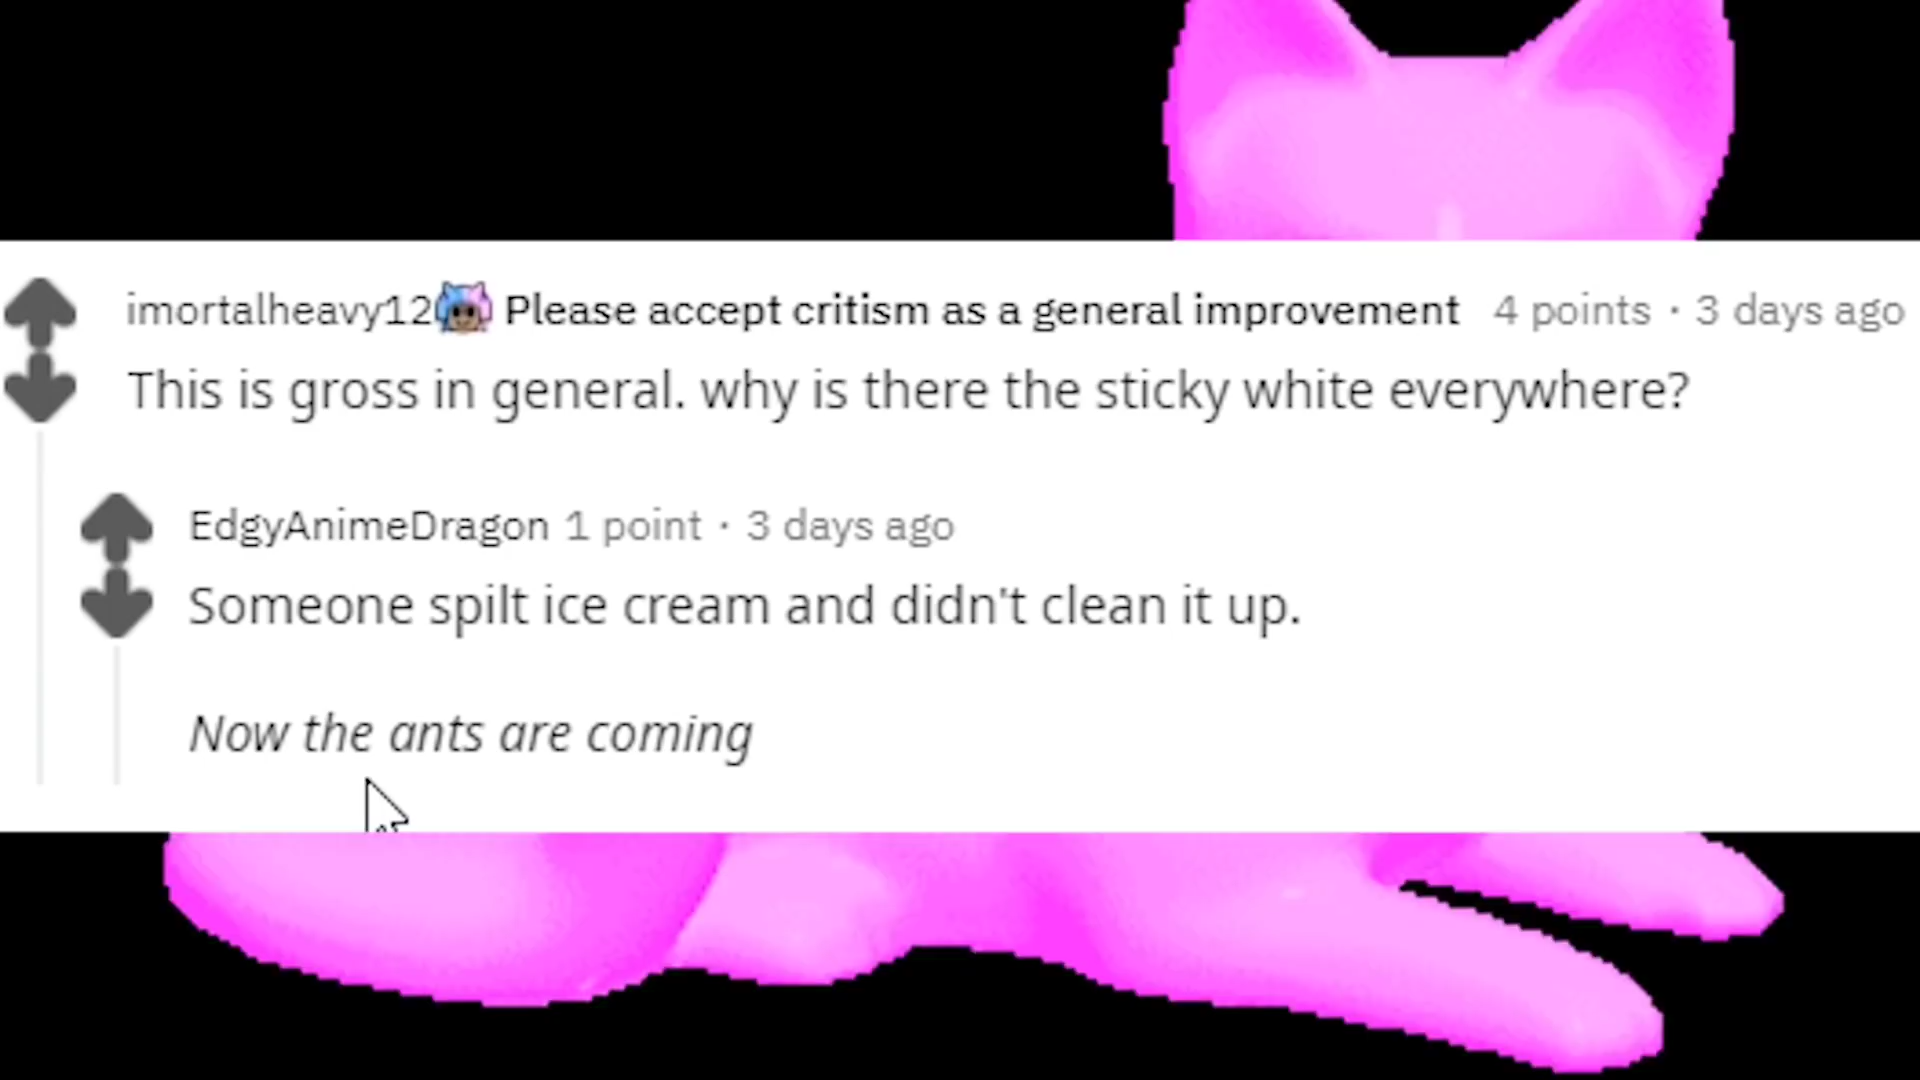 imortalheavy12 Please accept critism as a general improvement 4 points · 3 days ago
This is gross in general. why is there the sticky white everywhere?
EdgyAnimeDragon 1 point · 3 days ago
Someone spilt ice cream and didn't clean it up.
Now the ants are coming